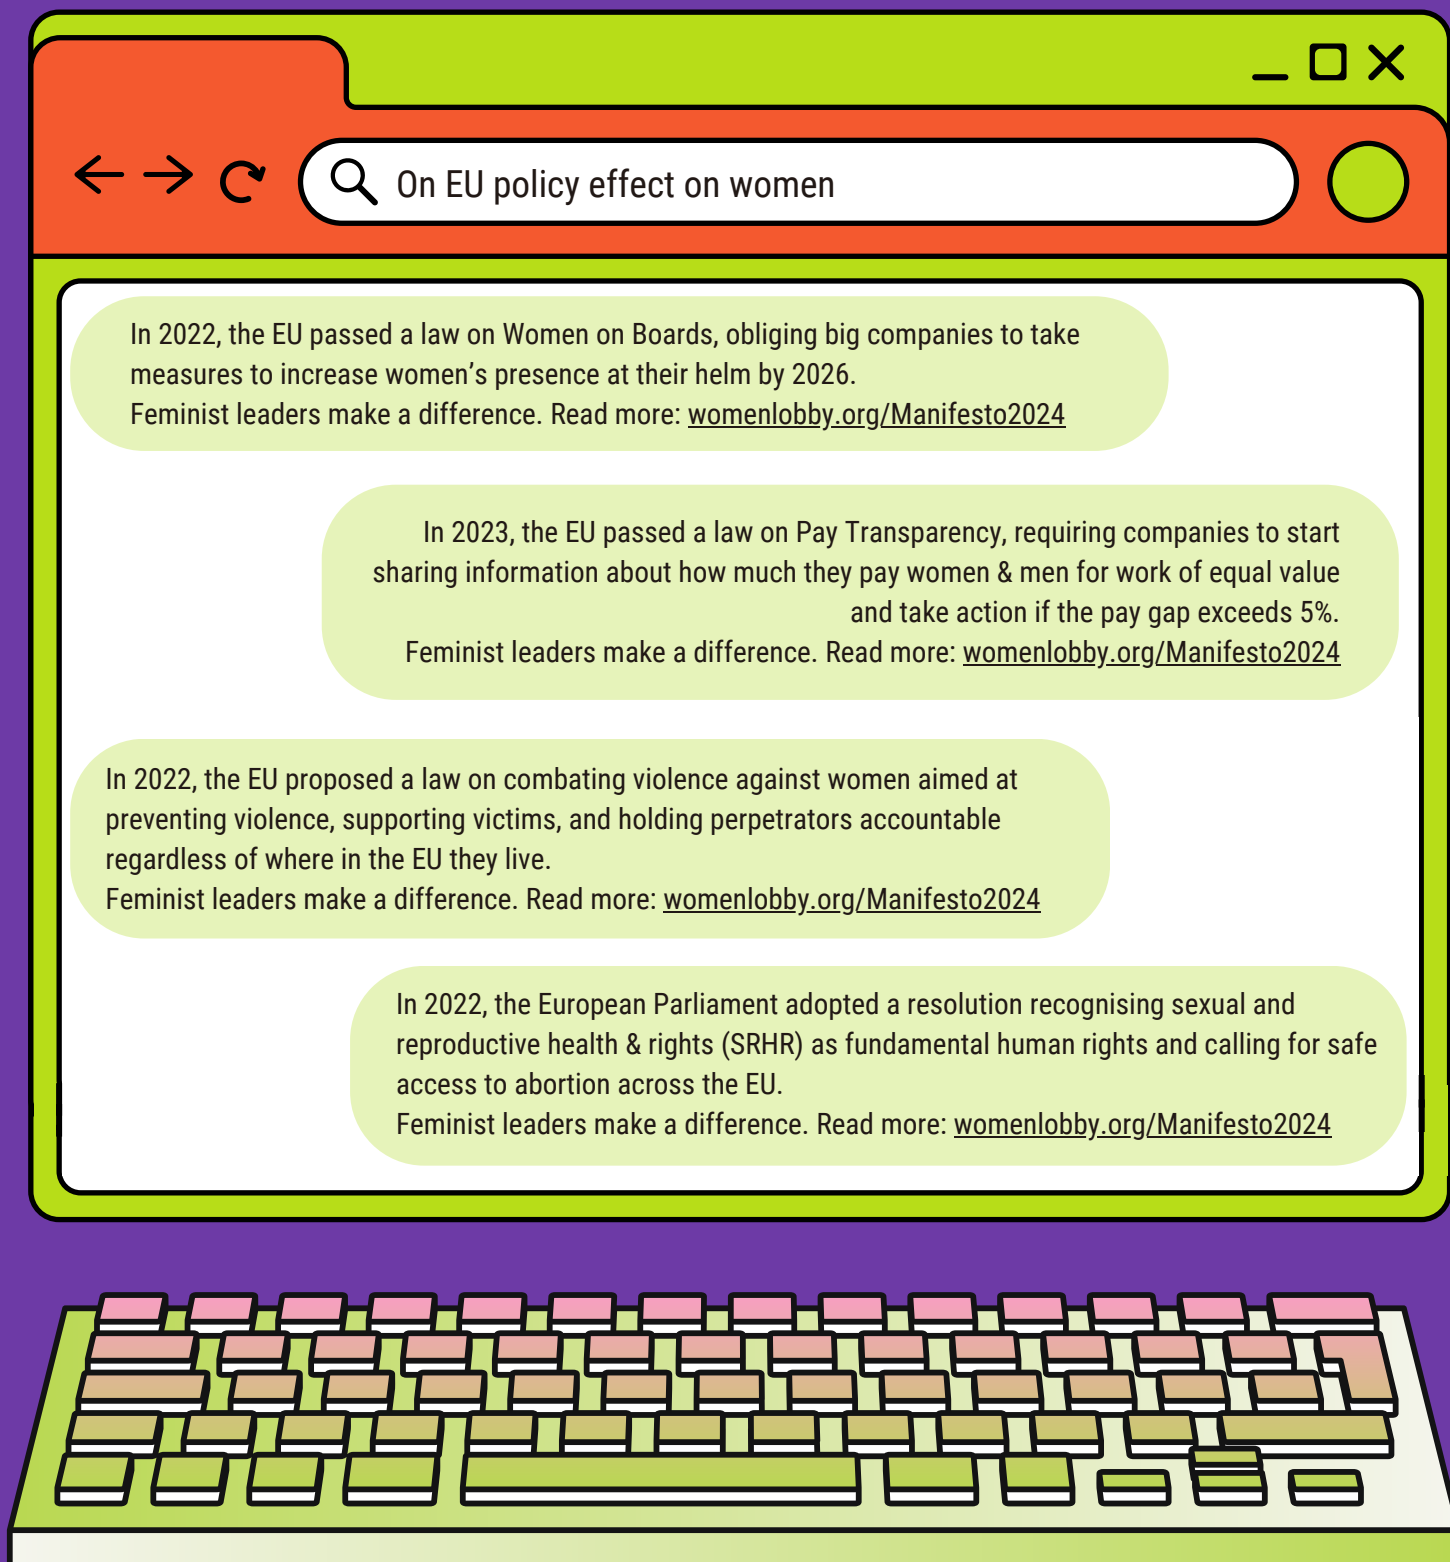 On EU policy effect on women
In 2022, the EU passed a law on Women on Boards, obliging big companies to take
measures to increase women’s presence at their helm by 2026.
Feminist leaders make a difference. Read more: womenlobby.org/Manifesto2024
In 2023, the EU passed a law on Pay Transparency, requiring companies to start
sharing information about how much they pay women & men for work of equal value
and take action if the pay gap exceeds 5%.
Feminist leaders make a difference. Read more: womenlobby.org/Manifesto2024
In 2022, the EU proposed a law on combating violence against women aimed at
preventing violence, supporting victims, and holding perpetrators accountable
regardless of where in the EU they live.
Feminist leaders make a difference. Read more: womenlobby.org/Manifesto2024
In 2022, the European Parliament adopted a resolution recognising sexual and
reproductive health & rights (SRHR) as fundamental human rights and calling for safe
access to abortion across the EU.
Feminist leaders make a difference. Read more: womenlobby.org/Manifesto2024